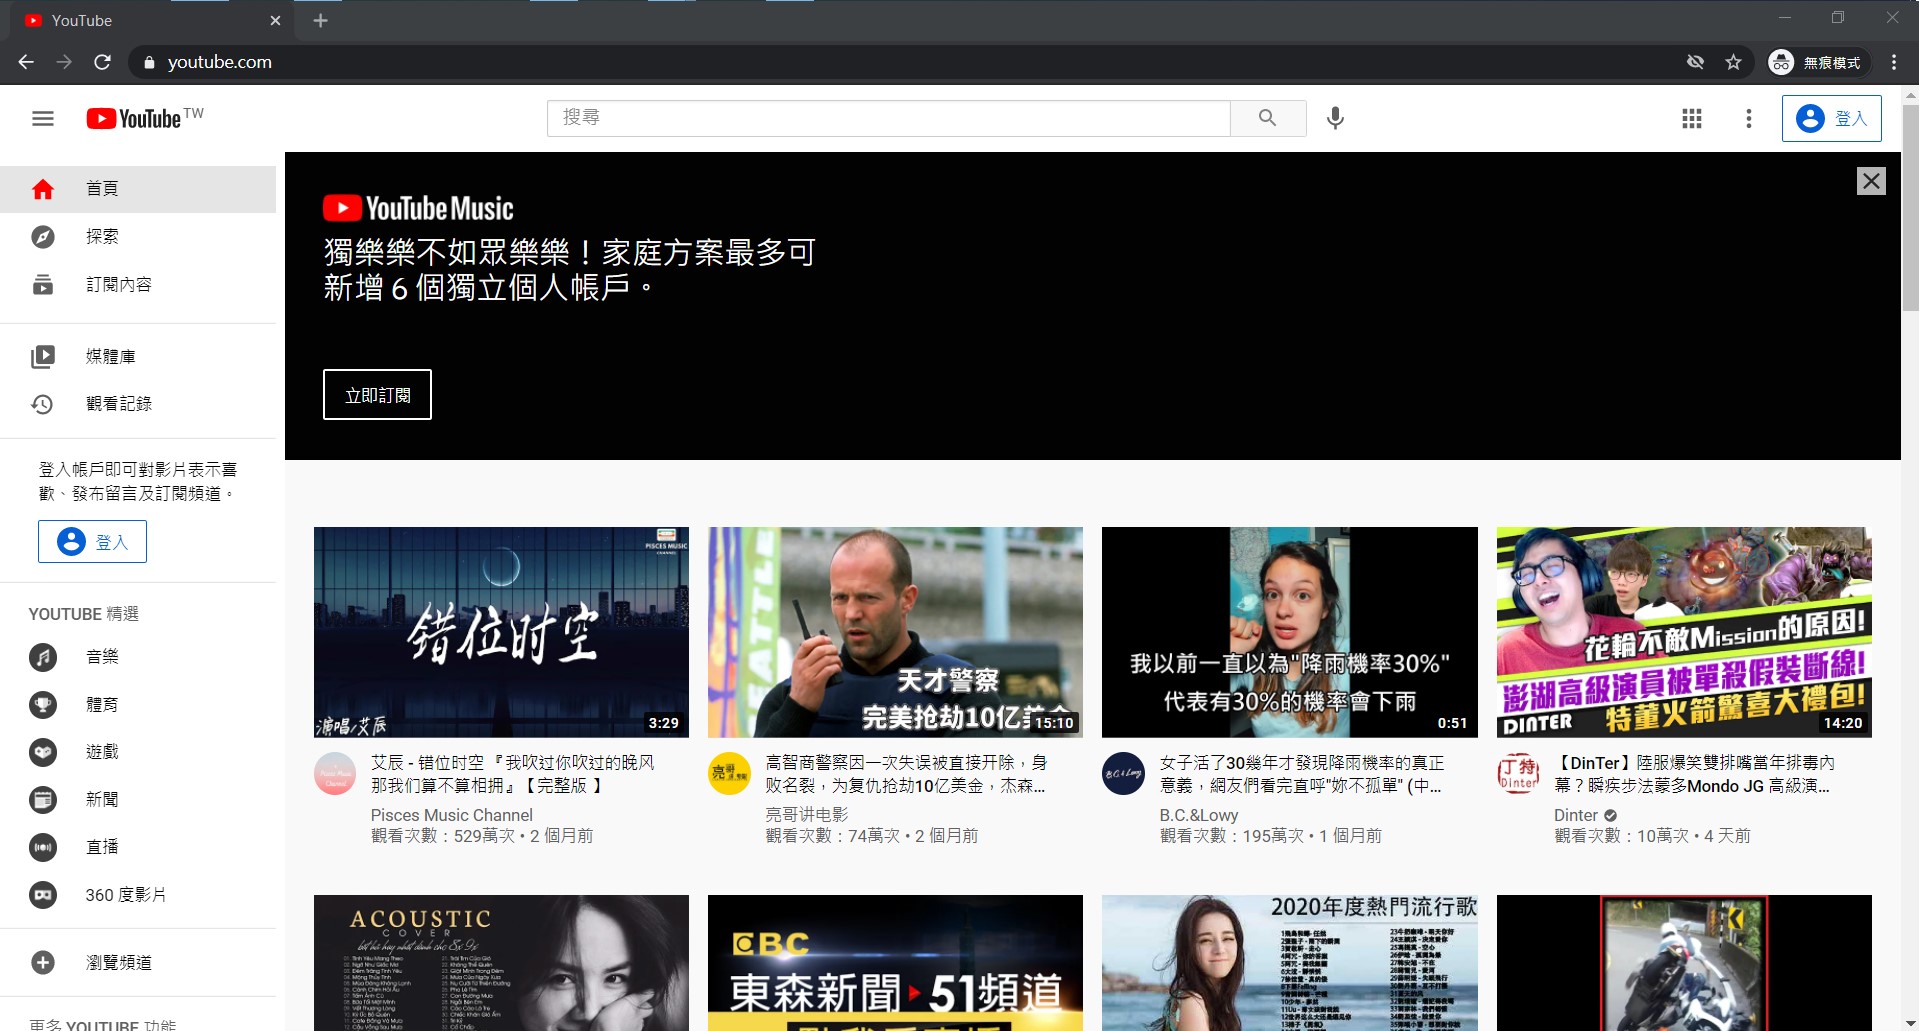 YouTube
youtube.com
無痕模式
YouTube TW
搜尋
登入
首頁
探索
訂閱內容
媒體庫
觀看記錄
登入帳戶即可對影片表示喜
歡、發布留言及訂閱頻道。
登入
YOUTUBE 精選
音樂
體育
遊戲
新聞
直播
360 度影片
瀏覽頻道
更多 YOUTUBE 功能
YouTube Music
獨樂樂不如眾樂樂！家庭方案最多可
新增 6 個獨立個人帳戶。
立即訂閱
PISCES MUSIC
CHANNEL
错位时空
演唱/艾辰
3:29
艾辰 - 错位时空 『 我吹过你吹过的晚风
那我们算不算相拥』【 完整版 】
Pisces Music Channel
觀看次數：529萬次 • 2 個月前
天才警察
完美抢劫10亿美金
15:10
高智商警察因一次失误被直接开除，身
败名裂，为复仇抢劫10亿美金，杰森...
亮哥讲电影
觀看次數：74萬次 • 2 個月前
我以前一直以為"降雨機率30%"
代表有30%的機率會下雨
0:51
B.C.& Lowy
女子活了30幾年才發現降雨機率的真正
意義，網友們看完直呼"妳不孤單" (中...
B.C.&Lowy
觀看次數：195萬次 • 1 個月前
花輪不敵Mission的原因!
澎湖高級演員被單殺假裝斷線!
DINTER 特董火箭驚喜大禮包!
14:20
丁特
Dinter
【DinTer】陸服爆笑雙排嘴當年排毒內
幕？瞬疾步法蒙多Mondo JG 高級演...
Dinter
觀看次數：10萬次 • 4 天前
ACOUSTIC
COVER
EBC
東森新聞 51頻道
2020年度熱門流行歌